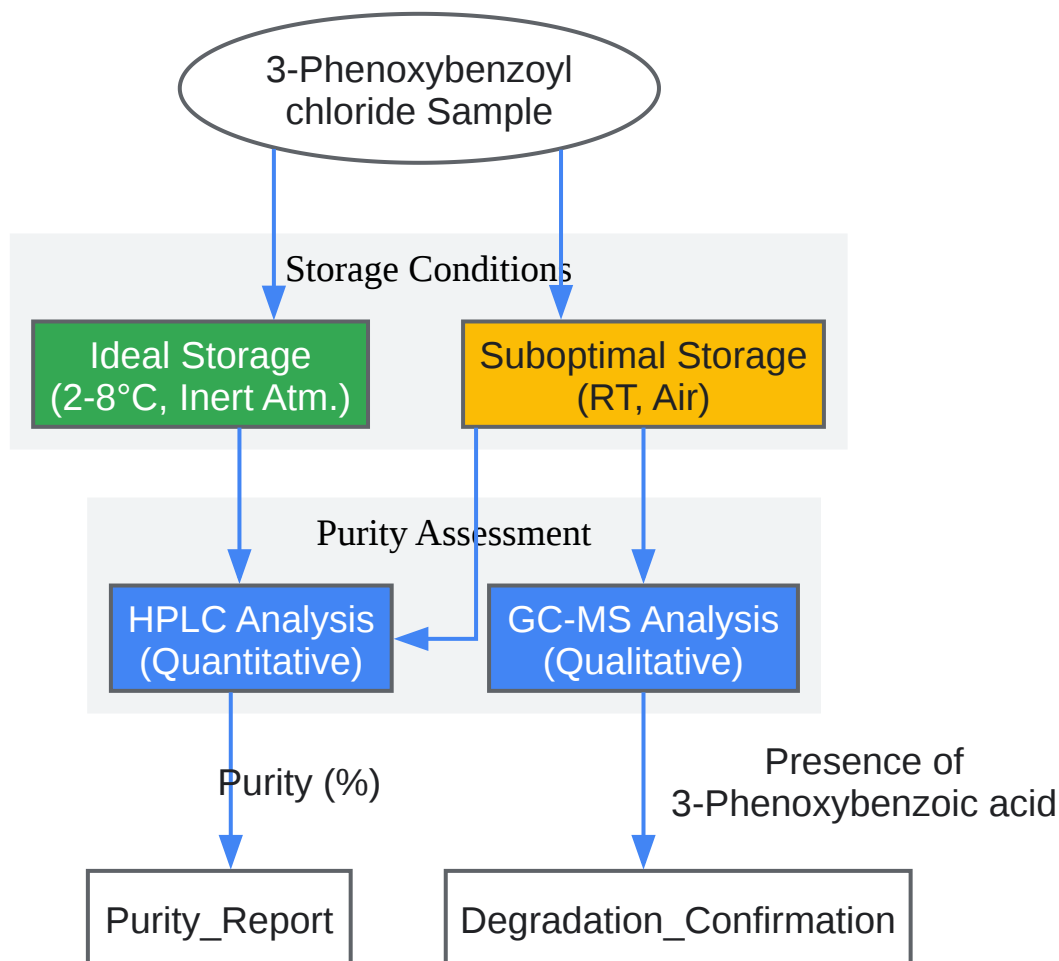 3-Phenoxybenzoyl
chloride Sample
Storage Conditions
Ideal Storage
(2-8°C, Inert Atm.)
Suboptimal Storage
(RT, Air)
Purity Assessment
HPLC Analysis
(Quantitative)
GC-MS Analysis
(Qualitative)
Purity (%)
Presence of
3-Phenoxybenzoic acid
Purity_Report
Degradation_Confirmation